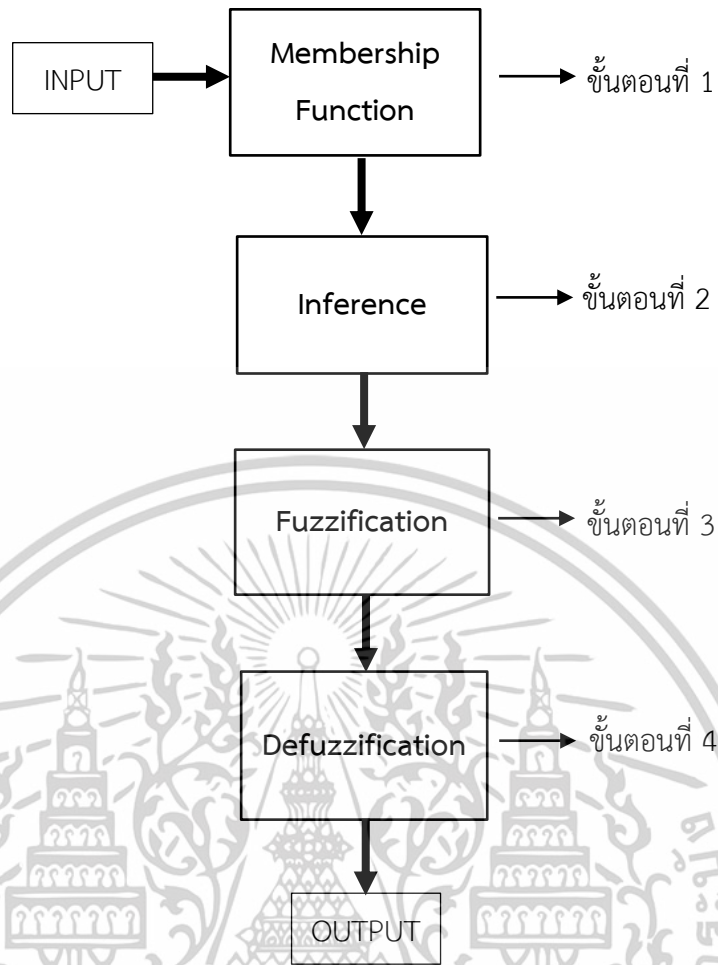 INPUT
Membership
Function
ขั้นตอนที่ 1
Inference
ขั้นตอนที่ 2
Fuzzification
ขั้นตอนที่ 3
Defuzzification
ขั้นตอนที่ 4
OUTPUT